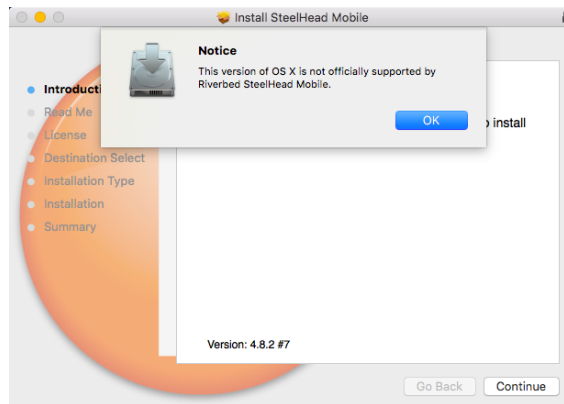 Install SteelHead Mobile
Notice
This version of OS X is not officially supported by
Riverbed SteelHead Mobile.
OK
Introducti
install
Read Me
License
Destination Select
Installation Type
Installation
Summary
Version: 4.8.2 #7
Go Back
Continue